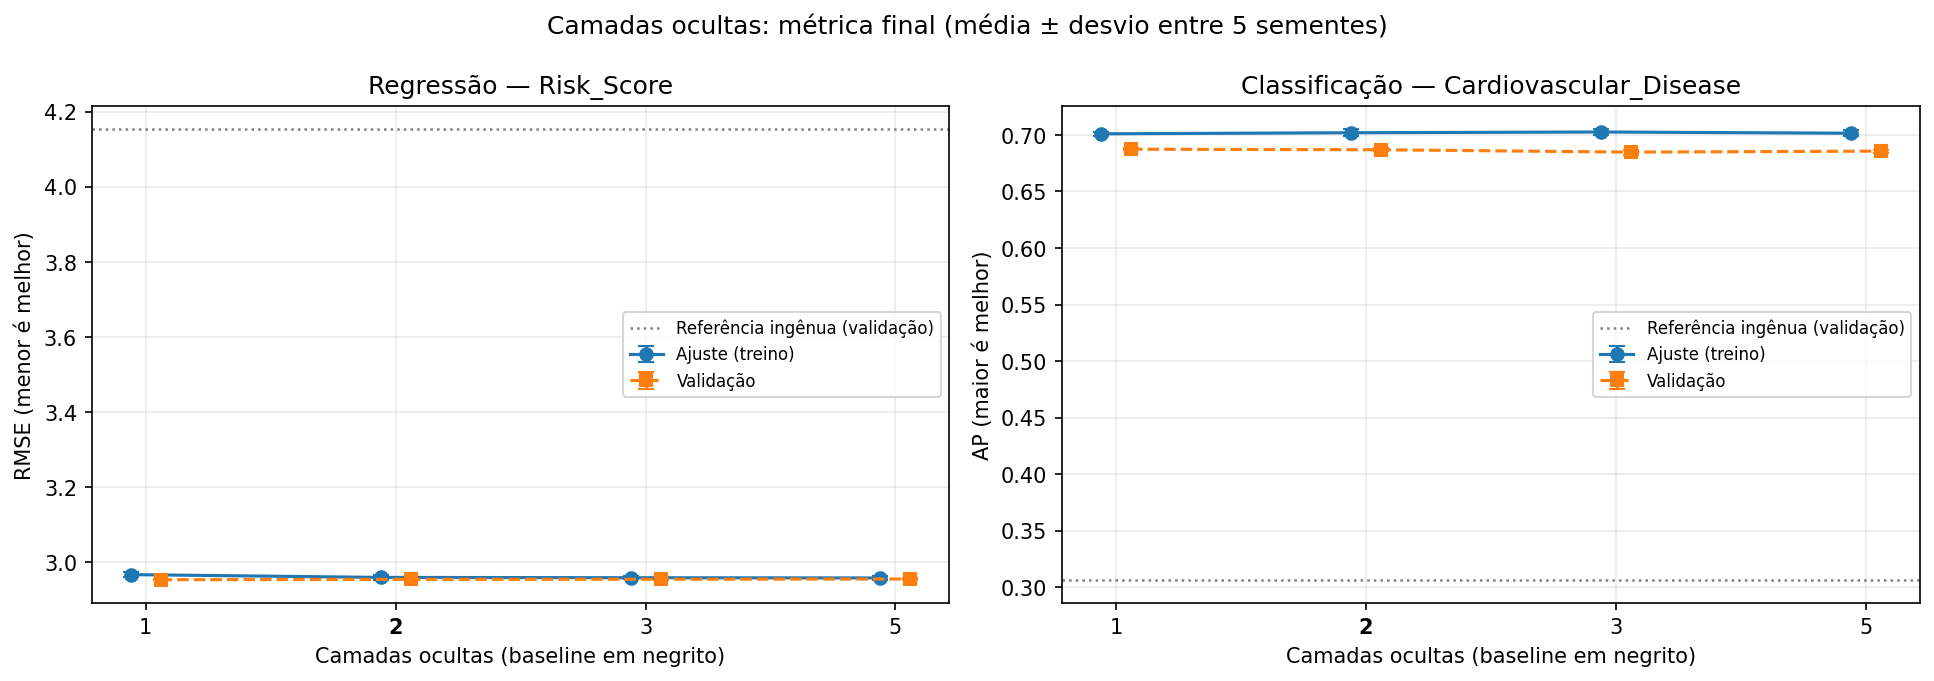 Camadas ocultas: métrica final (média ± desvio entre 5 sementes)
Regressão — Risk_Score
4.2
4.0
3.8
3.6
3.4
3.2
3.0
RMSE (menor é melhor)
Referência ingênua (validação)
Ajuste (treino)
Validação
1
2
3
5
Camadas ocultas (baseline em negrito)
Classificação — Cardiovascular_Disease
0.70
0.65
0.60
0.55
0.50
0.45
0.40
0.35
0.30
AP (maior é melhor)
Referência ingênua (validação)
Ajuste (treino)
Validação
1
2
3
5
Camadas ocultas (baseline em negrito)